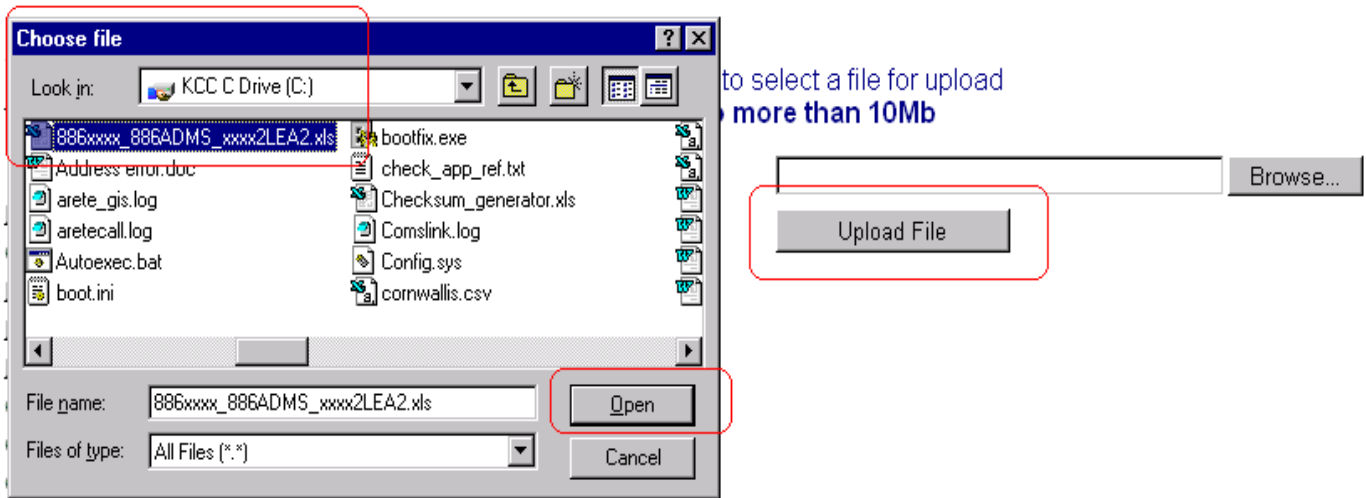 Choose file
Look in: KCC C Drive (C:)
886xxxx_886ADMS_xxxx2LEA2.xls
Address error.doc
arete_gis.log
aretecall.log
Autoexec.bat
boot.ini
bootfix.exe
check_app_ref.txt
Checksum_generator.xls
Comslink.log
Config.sys
cornwallis.csv
File name: 886xxxx_886ADMS_xxxx2LEA2.xls
Open
Files of type: All Files (*.*)
Cancel
to select a file for upload
more than 10Mb
Browse...
Upload File